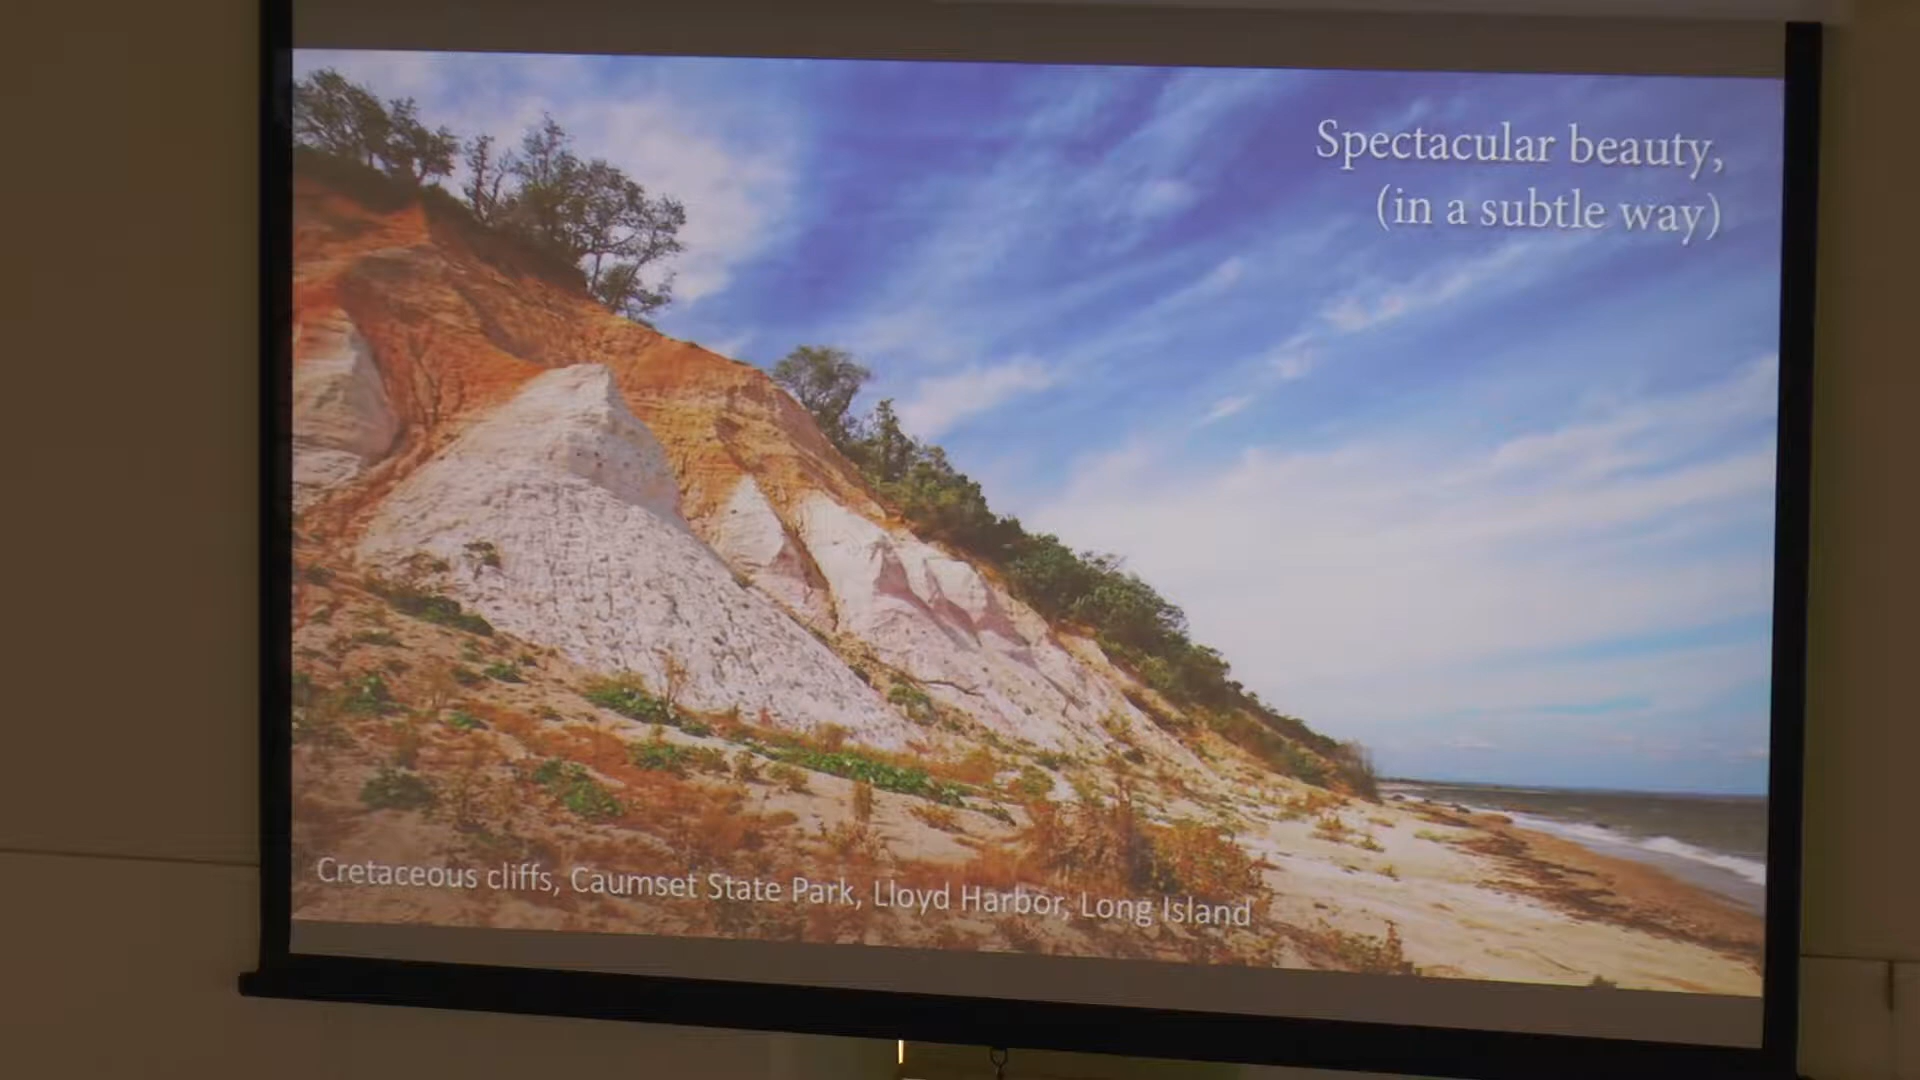 Spectacular beauty,
(in a subtle way)
Cretaceous cliffs, Caumset State Park, Lloyd Harbor, Long Island